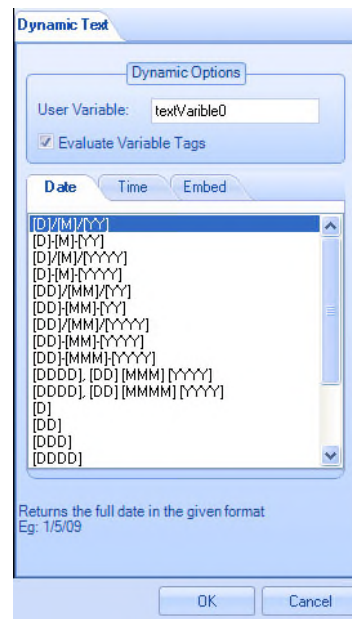 Dynamic Text
Dynamic Options
User Variable: textVarible0
Evaluate Variable Tags
Date Time Embed
[D]/[M]/[YY]
[D]-[M]-[YY]
[D]/[M]/[YYYY]
[D]-[M]-[YYYY]
[DD]/[MM]/[YY]
[DD]-[MM]-[YY]
[DD]/[MM]/[YYYY]
[DD]-[MM]-[YYYY]
[DD]-[MMM]-[YYYY]
[DDDD], [DD] [MMM] [YYYY]
[DDDD], [DD] [MMMM] [YYYY]
[D]
[DD]
[DDD]
[DDDD]
Returns the full date in the given format
Eg: 1/5/09
OK Cancel